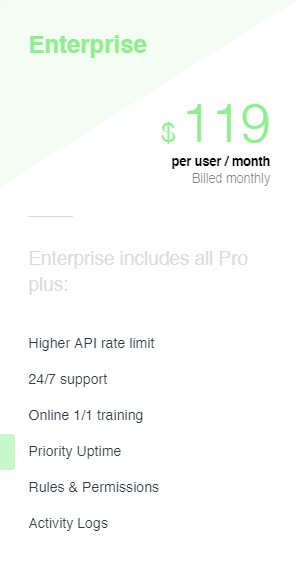 Enterprise
$ 119
per user / month
Billed monthly
Enterprise includes all Pro
plus:
Higher API rate limit
24/7 support
Online 1/1 training
Priority Uptime
Rules & Permissions
Activity Logs